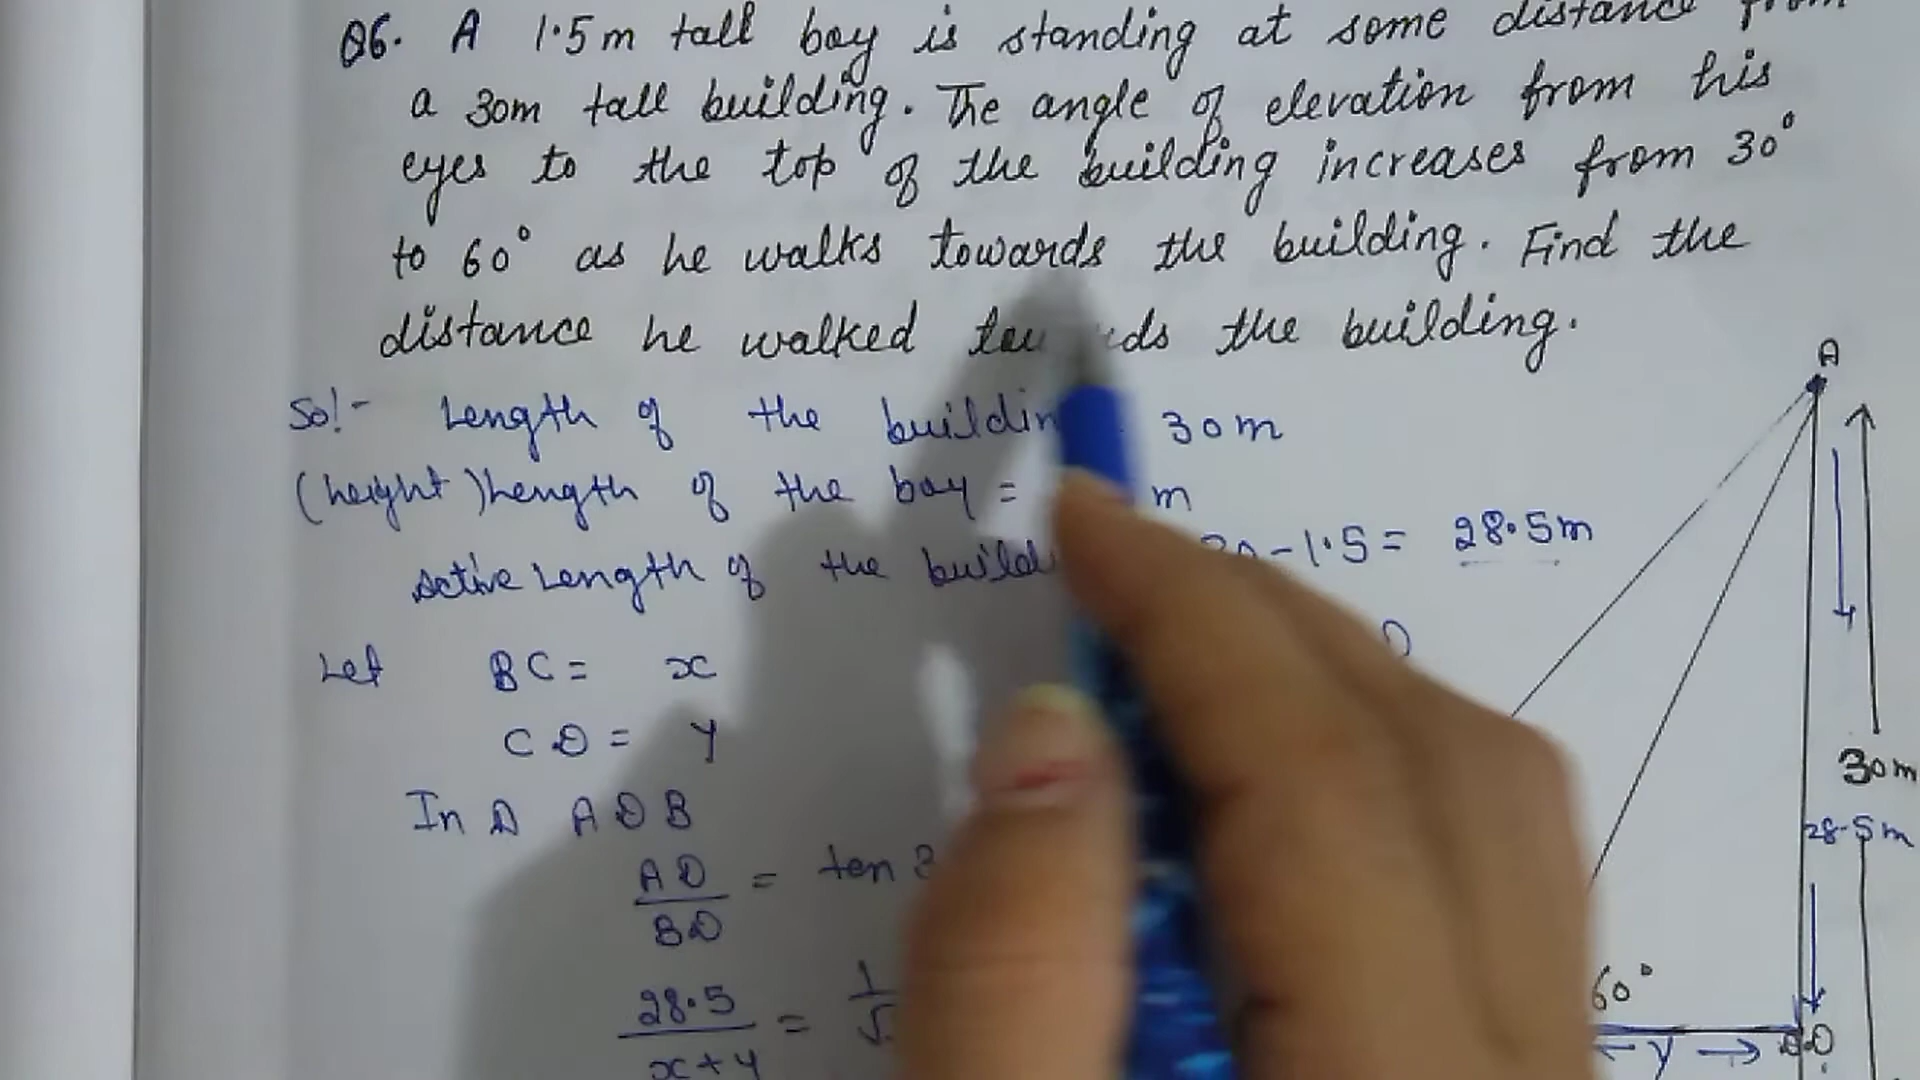 Q6. A 1.5m tall boy is standing at some distance from
a 30m tall building. The angle of elevation from his
eyes to the top of the building increases from 30°
to 60° as he walks towards the building. Find the
distance he walked the building.
Sol- Length of the 30m
(height) Length of the boy = m
Active Length of the - 1.5 = 28.5m
Let BC = x
CD = y
In Δ ADB
AD
BD
= ten
28.5
x+y
= 1
A
30m
28.5m
60°
y
D